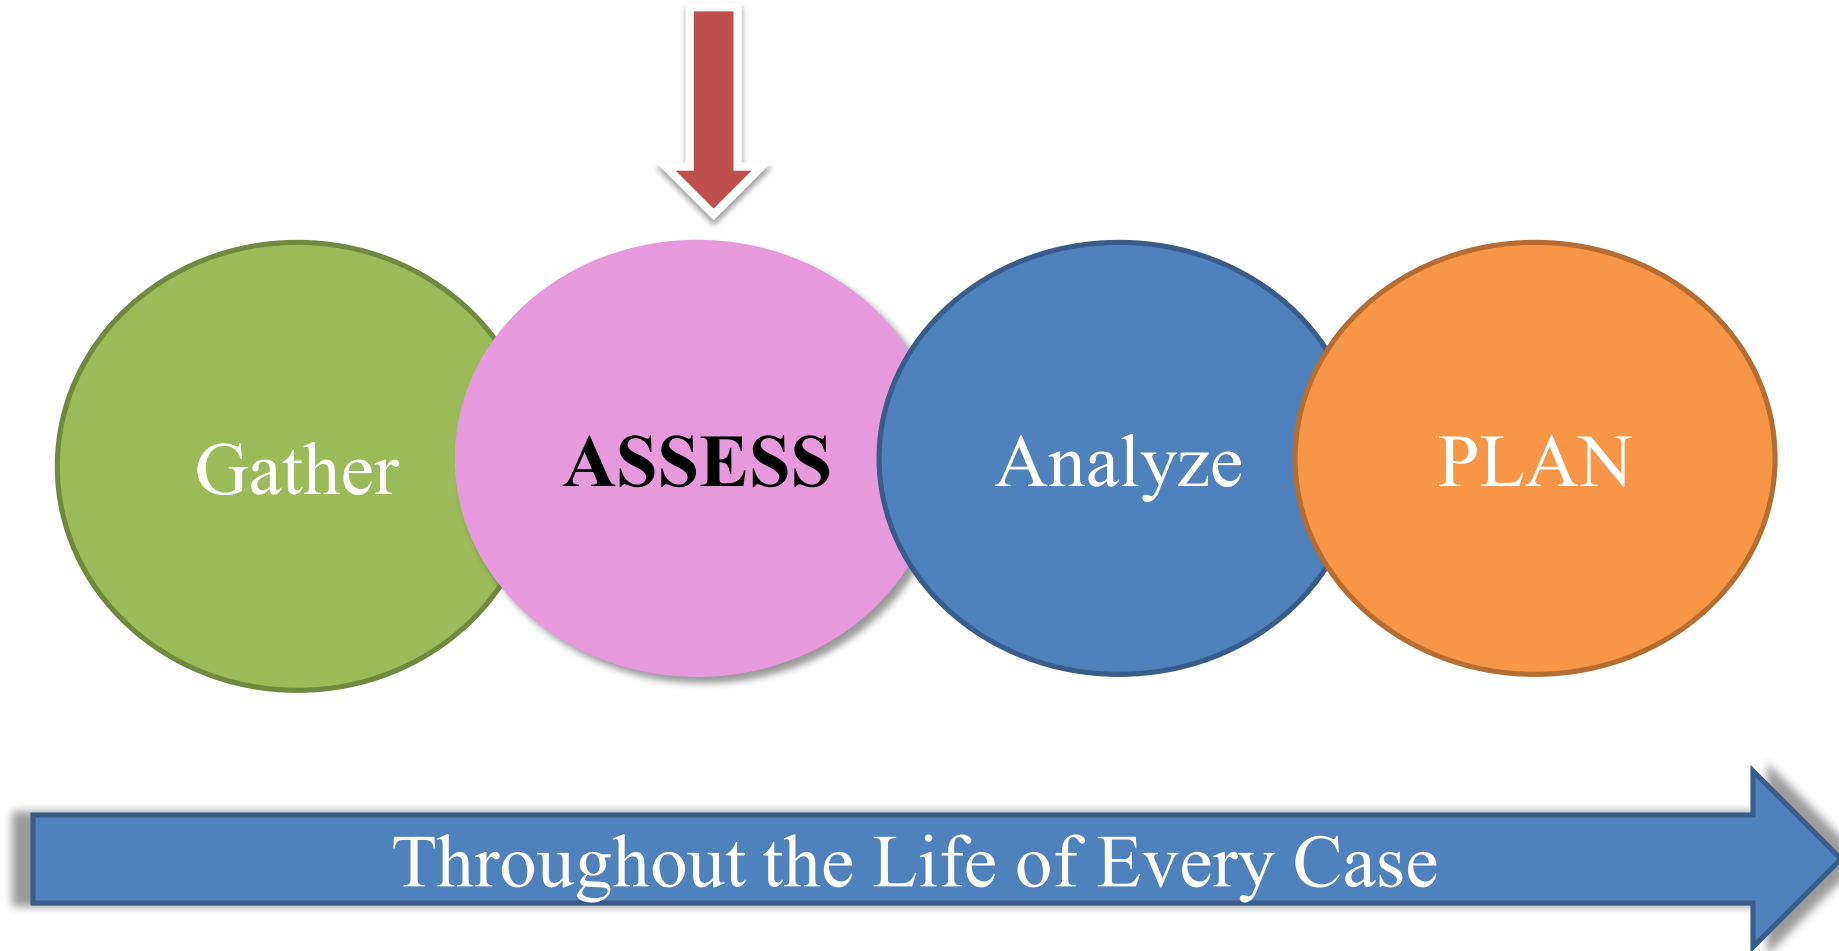 Gather
ASSESS
Analyze
PLAN
Throughout the Life of Every Case